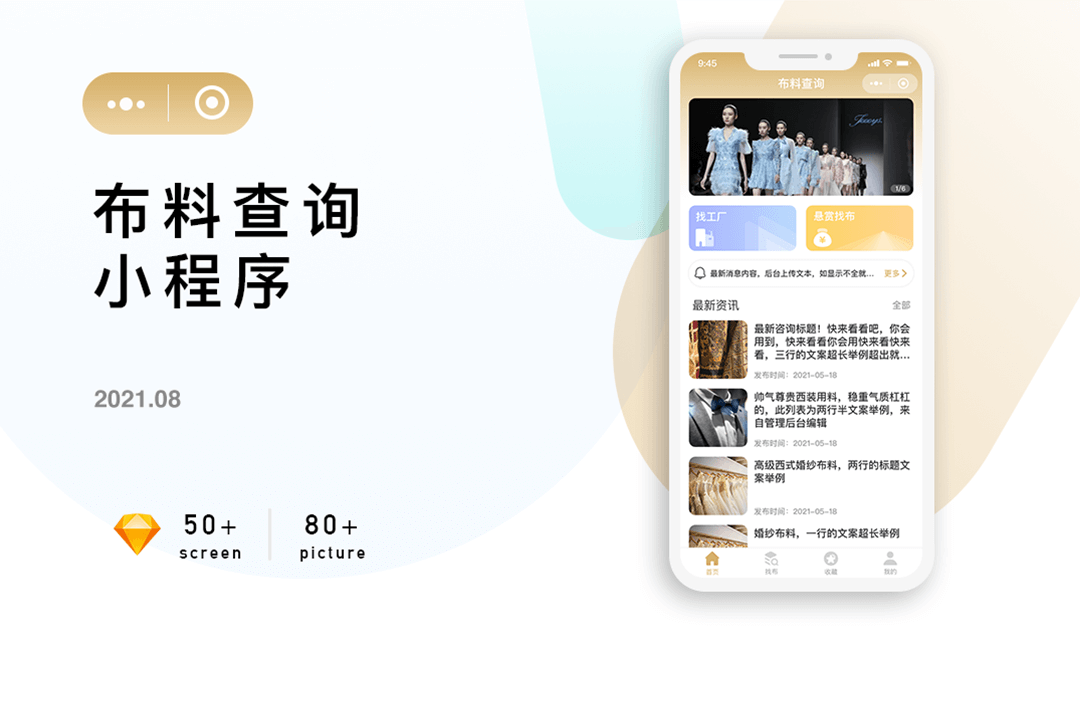 布料查询
小程序
2021.08
50+
screen
80+
picture
9:45
布料查询
1/6
找工厂
悬赏找布
最新消息内容，后台上传文本，如显示不全就...
更多
最新资讯
全部
最新咨询标题！快来看看吧，你会
用到，快来看看你会用快来看快来
看，三行的文案超长举例超出就...
发布时间：2021-05-18
帅气尊贵西装用料，稳重气质杠杠
的，此列表为两行半文案举例，来
自管理后台编辑
发布时间：2021-05-18
高级西式婚纱布料，两行的标题文
案举例
发布时间：2021-05-18
婚纱布料，一行的文案超长举例
首页
找布
收藏
我的